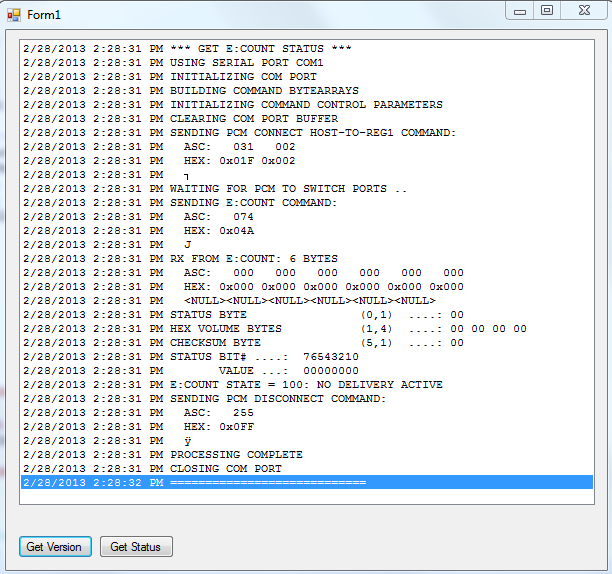 Form1
2/28/2013 2:28:31 PM *** GET E:COUNT STATUS ***
2/28/2013 2:28:31 PM USING SERIAL PORT COM1
2/28/2013 2:28:31 PM INITIALIZING COM PORT
2/28/2013 2:28:31 PM BUILDING COMMAND BYTEARRAYS
2/28/2013 2:28:31 PM INITIALIZING COMMAND CONTROL PARAMETERS
2/28/2013 2:28:31 PM CLEARING COM PORT BUFFER
2/28/2013 2:28:31 PM SENDING PCM CONNECT HOST-TO-REG1 COMMAND:
2/28/2013 2:28:31 PM   ASC:   031   002
2/28/2013 2:28:31 PM   HEX: 0x01F 0x002
2/28/2013 2:28:31 PM   ┐
2/28/2013 2:28:31 PM WAITING FOR PCM TO SWITCH PORTS ..
2/28/2013 2:28:31 PM SENDING E:COUNT COMMAND:
2/28/2013 2:28:31 PM   ASC:   074
2/28/2013 2:28:31 PM   HEX: 0x04A
2/28/2013 2:28:31 PM   J
2/28/2013 2:28:31 PM RX FROM E:COUNT: 6 BYTES
2/28/2013 2:28:31 PM   ASC:   000   000   000   000   000   000
2/28/2013 2:28:31 PM   HEX: 0x000 0x000 0x000 0x000 0x000 0x000
2/28/2013 2:28:31 PM   <NULL><NULL><NULL><NULL><NULL><NULL>
2/28/2013 2:28:31 PM STATUS BYTE                (0,1)  ....: 00
2/28/2013 2:28:31 PM HEX VOLUME BYTES           (1,4)  ....: 00 00 00 00
2/28/2013 2:28:31 PM CHECKSUM BYTE              (5,1)  ....: 00
2/28/2013 2:28:31 PM STATUS BIT# ....:  76543210
2/28/2013 2:28:31 PM        VALUE ...:  00000000
2/28/2013 2:28:31 PM E:COUNT STATE = 100: NO DELIVERY ACTIVE
2/28/2013 2:28:31 PM SENDING PCM DISCONNECT COMMAND:
2/28/2013 2:28:31 PM   ASC:   255
2/28/2013 2:28:31 PM   HEX: 0x0FF
2/28/2013 2:28:31 PM   ÿ
2/28/2013 2:28:31 PM PROCESSING COMPLETE
2/28/2013 2:28:31 PM CLOSING COM PORT
2/28/2013 2:28:32 PM ============================
Get Version Get Status